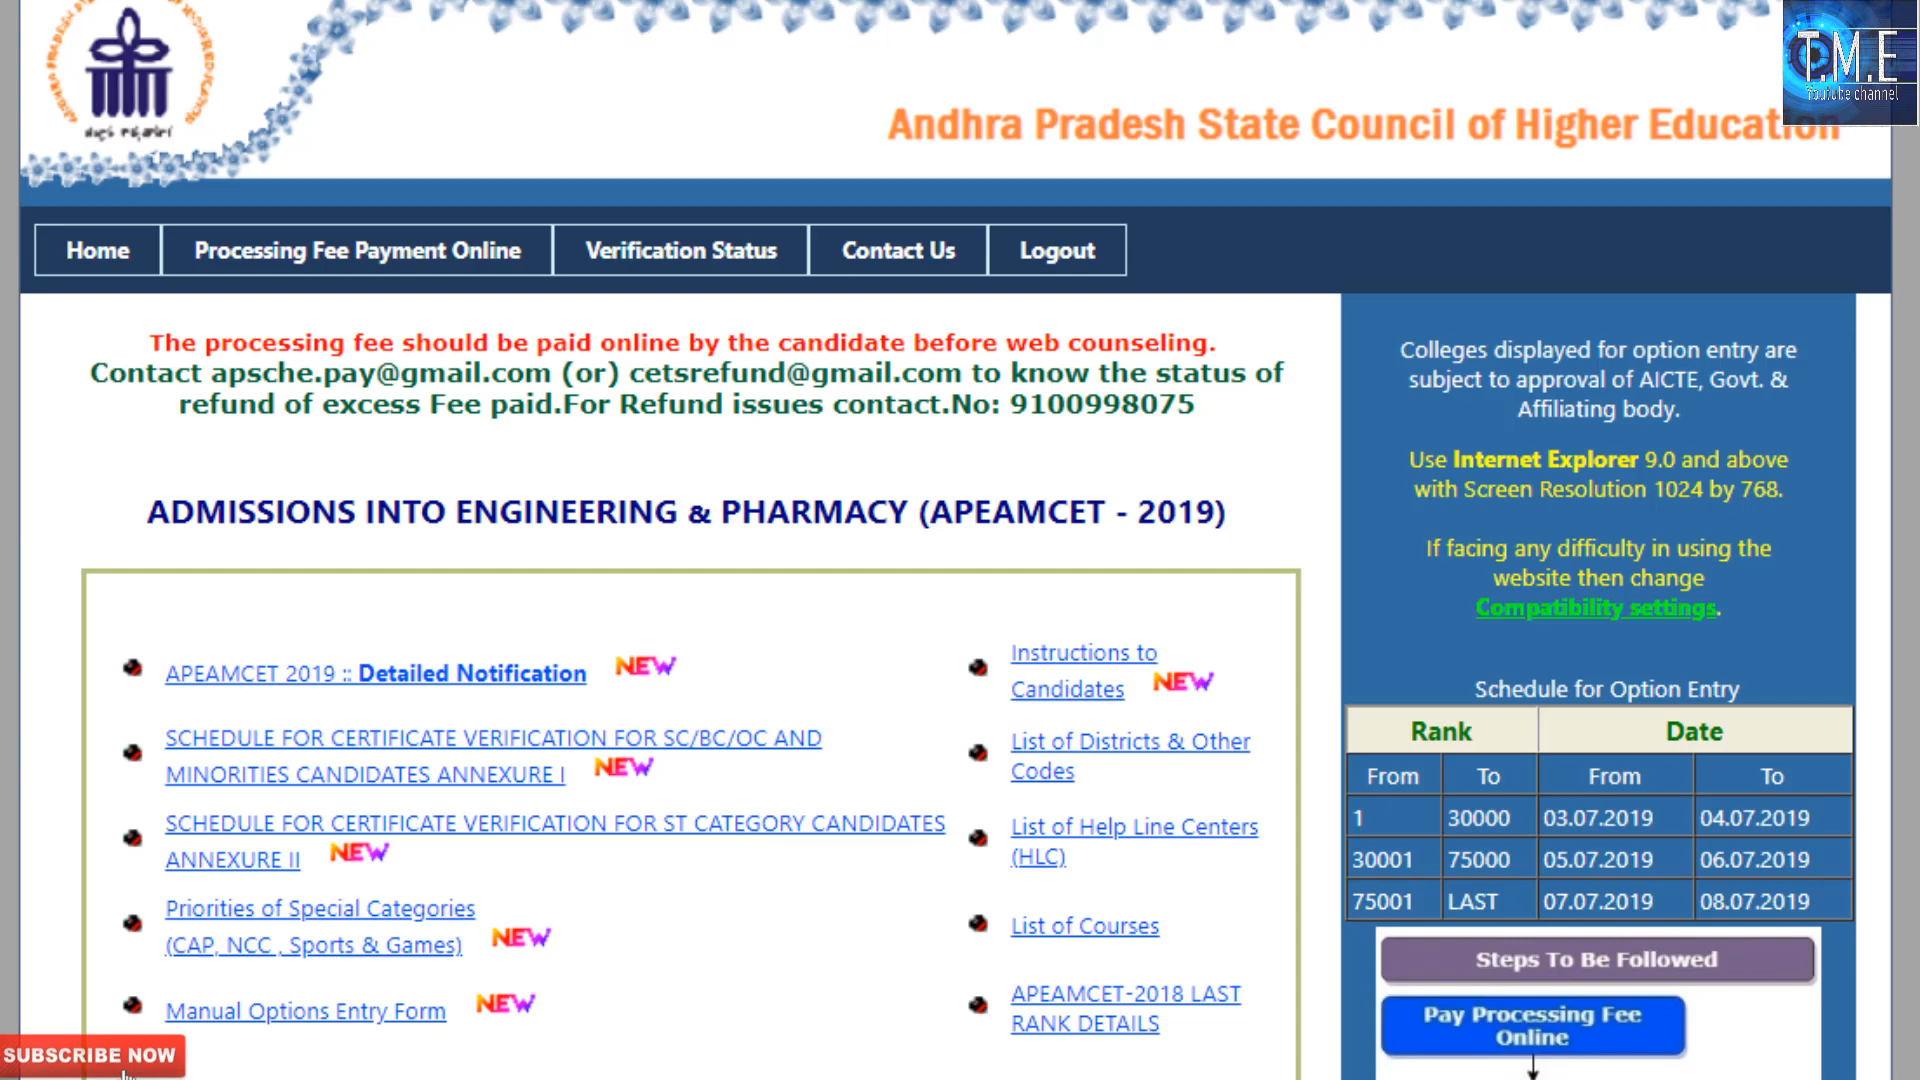 T.M.E
Youtube channel
Andhra Pradesh State Council of Higher Education
Home
Processing Fee Payment Online
Verification Status
Contact Us
Logout
The processing fee should be paid online by the candidate before web counseling.
Contact apsche.pay@gmail.com (or) cetsrefund@gmail.com to know the status of
refund of excess Fee paid.For Refund issues contact.No: 9100998075
ADMISSIONS INTO ENGINEERING & PHARMACY (APEAMCET - 2019)
APEAMCET 2019 :: Detailed Notification NEW
SCHEDULE FOR CERTIFICATE VERIFICATION FOR SC/BC/OC AND
MINORITIES CANDIDATES ANNEXURE I NEW
SCHEDULE FOR CERTIFICATE VERIFICATION FOR ST CATEGORY CANDIDATES
ANNEXURE II NEW
Priorities of Special Categories
(CAP, NCC , Sports & Games) NEW
Manual Options Entry Form NEW
Instructions to
Candidates NEW
List of Districts & Other
Codes
List of Help Line Centers
(HLC)
List of Courses
APEAMCET-2018 LAST
RANK DETAILS
Colleges displayed for option entry are
subject to approval of AICTE, Govt. &
Affiliating body.
Use Internet Explorer 9.0 and above
with Screen Resolution 1024 by 768.
If facing any difficulty in using the
website then change
Compatibility settings.
Schedule for Option Entry
Rank Date
From To From To
1 30000 03.07.2019 04.07.2019
30001 75000 05.07.2019 06.07.2019
75001 LAST 07.07.2019 08.07.2019
Steps To Be Followed
Pay Processing Fee
Online
SUBSCRIBE NOW